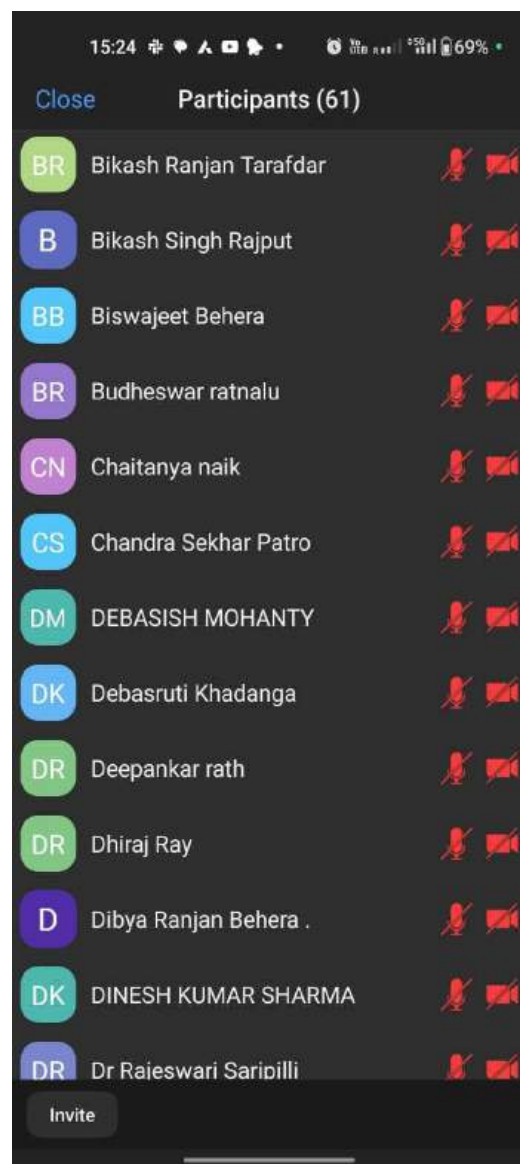 15:24 69%
Close Participants (61)
BR Bikash Ranjan Tarafdar
B Bikash Singh Rajput
BB Biswajeet Behera
BR Budheswar ratnalu
CN Chaitanya naik
CS Chandra Sekhar Patro
DM DEBASISH MOHANTY
DK Debasruti Khadanga
DR Deepankar rath
DR Dhiraj Ray
D Dibya Ranjan Behera .
DK DINESH KUMAR SHARMA
DR Dr Rajeswari Saripilli
Invite